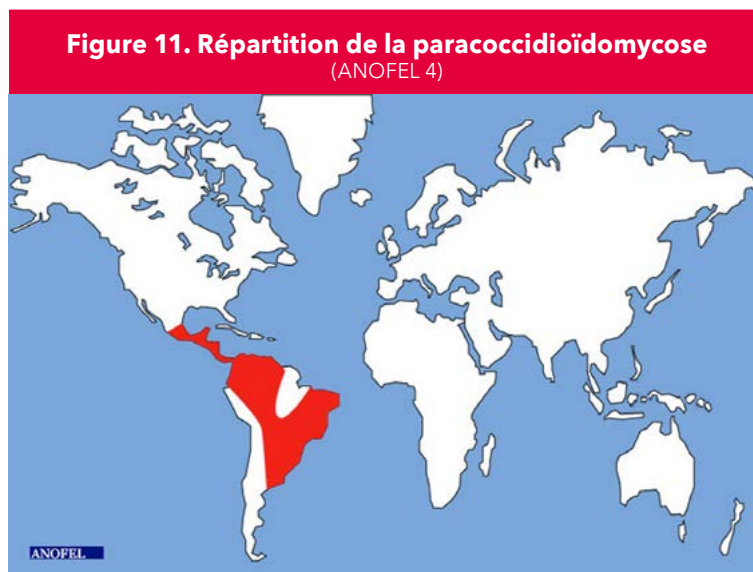 Figure 11. Répartition de la paracoccidioïdomycose
(ANOFEL 4)
ANOFEL